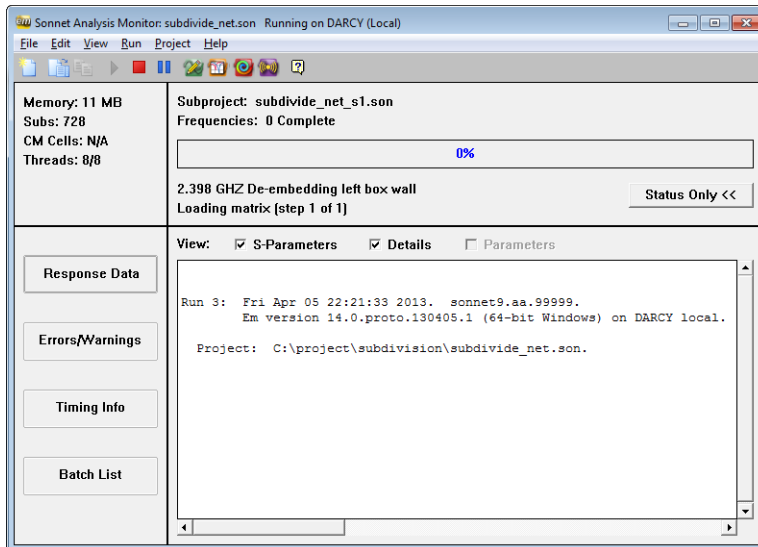 Sonnet Analysis Monitor: subdivide_net.son   Running on DARCY (Local)
File Edit View Run Project Help
Memory: 11 MB
Subs: 728
CM Cells: N/A
Threads: 8/8
Subproject: subdivide_net_s1.son
Frequencies: 0 Complete
0%
2.398 GHZ De-embedding left box wall
Loading matrix (step 1 of 1)
Status Only <<
View: S-Parameters Details Parameters
Response Data
Errors/Warnings
Timing Info
Batch List
Run 3: Fri Apr 05 22:21:33 2013. sonnet9.aa.99999.
Em version 14.0.proto.130405.1 (64-bit Windows) on DARCY local.
Project: C:\project\subdivision\subdivide_net.son.